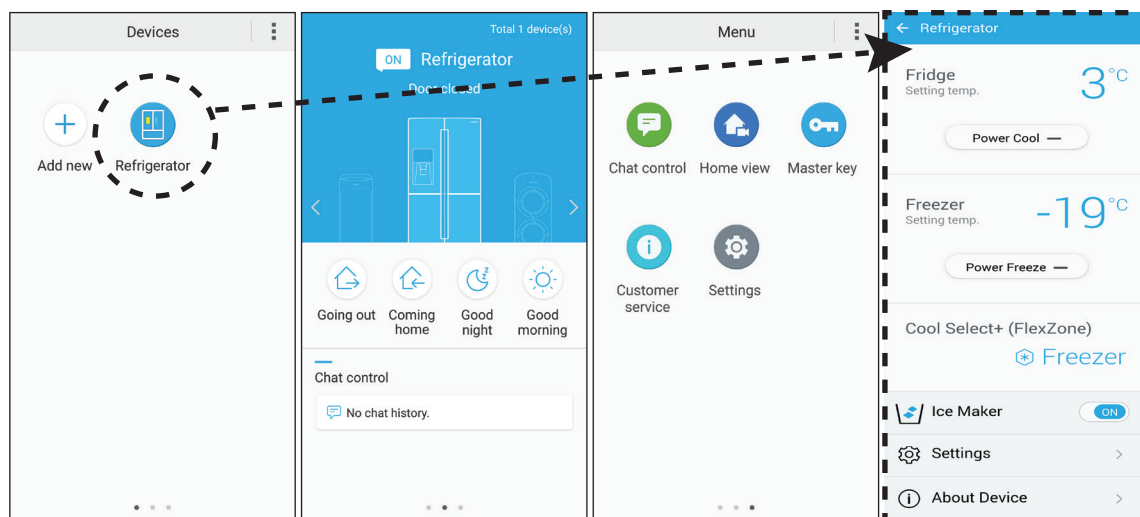 Devices
Add new
Refrigerator
Total 1 device(s)
ON Refrigerator
Door closed
Going out
Coming
home
Good
night
Good
morning
Chat control
No chat history.
Menu
Chat control
Home view
Master key
Customer
service
Settings
Refrigerator
Fridge
Setting temp.
3°C
Power Cool
Freezer
Setting temp.
-19°C
Power Freeze
Cool Select+ (FlexZone)
Freezer
Ice Maker
ON
Settings
About Device